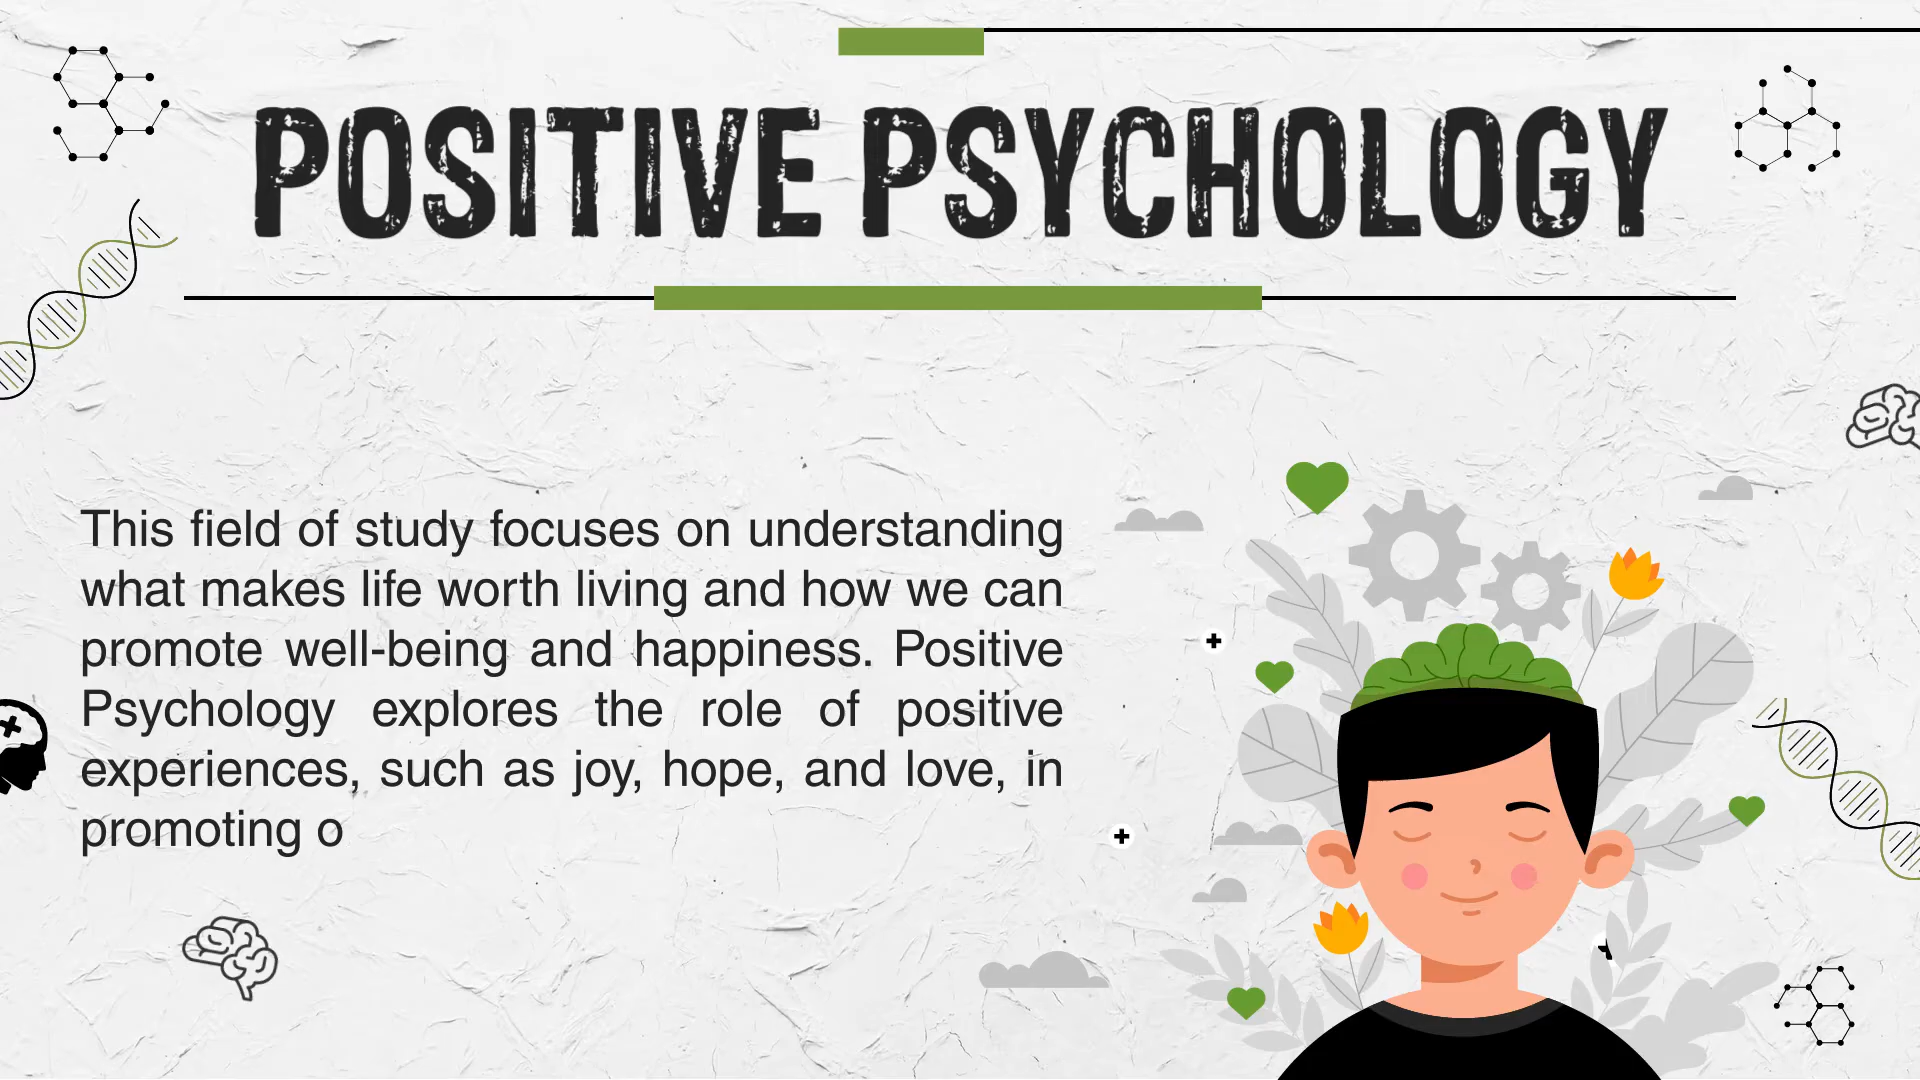 POSITIVE PSYCHOLOGY
This field of study focuses on understanding
what makes life worth living and how we can
promote well-being and happiness. Positive
Psychology explores the role of positive
experiences, such as joy, hope, and love, in
promoting o